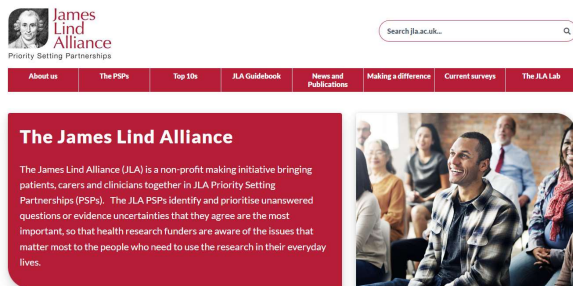 James
Lind
Alliance
Priority Setting Partnerships
Search jla.ac.uk...
About us
The PSPs
Top 10s
JLA Guidebook
News and
Publications
Making a difference
Current surveys
The JLA Lab
The James Lind Alliance
The James Lind Alliance (JLA) is a non-profit making initiative bringing
patients, carers and clinicians together in JLA Priority Setting
Partnerships (PSPs). The JLA PSPs identify and prioritise unanswered
questions or evidence uncertainties that they agree are the most
important, so that health research funders are aware of the issues that
matter most to the people who need to use the research in their everyday
lives.